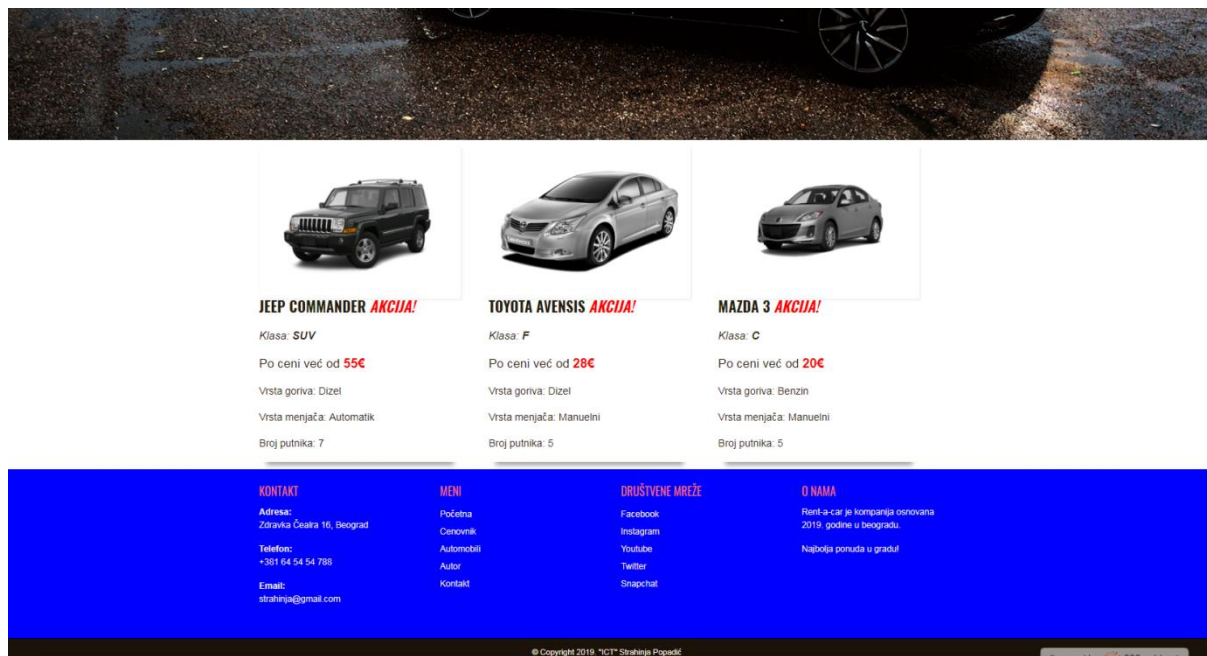 JEEP COMMANDER AKCIJA!
Klasa: SUV
Po ceni već od 55€
Vrsta goriva: Dizel
Vrsta menjača: Automatik
Broj putnika: 7
TOYOTA AVENSIS AKCIJA!
Klasa: F
Po ceni već od 28€
Vrsta goriva: Dizel
Vrsta menjača: Manuelni
Broj putnika: 5
MAZDA 3 AKCIJA!
Klasa: C
Po ceni već od 20€
Vrsta goriva: Benzin
Vrsta menjača: Manuelni
Broj putnika: 5
KONTAKT
Adresa:
Zdravka Čealra 16, Beograd
Telefon:
+381 64 54 54 788
Email:
strahinja@gmail.com
MENI
Početna
Cenovnik
Automobili
Autor
Kontakt
DRUŠTVENE MREŽE
Facebook
Instagram
Youtube
Twitter
Snapchat
O NAMA
Rent-a-car je kompanija osnovana
2019. godine u beogradu.
Najbolja ponuda u gradu!
© Copyright 2019. "ICT" Strahinja Popadić